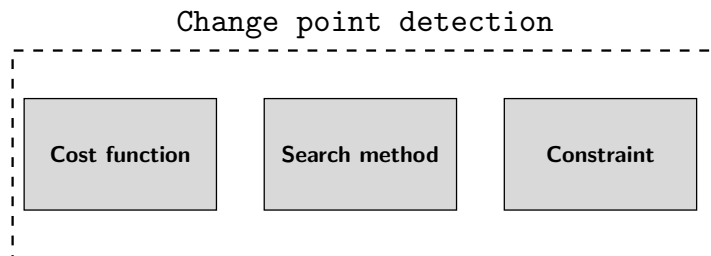 Change point detection
Cost function
Search method
Constraint